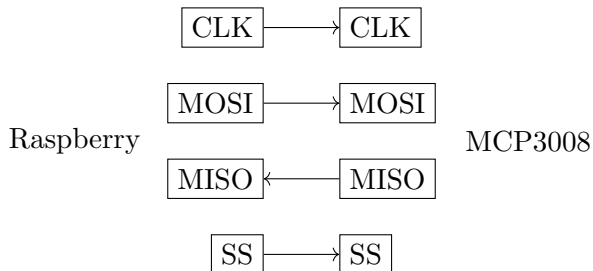 CLK CLK
MOSI MOSI
Raspberry MCP3008
MISO MISO
SS SS